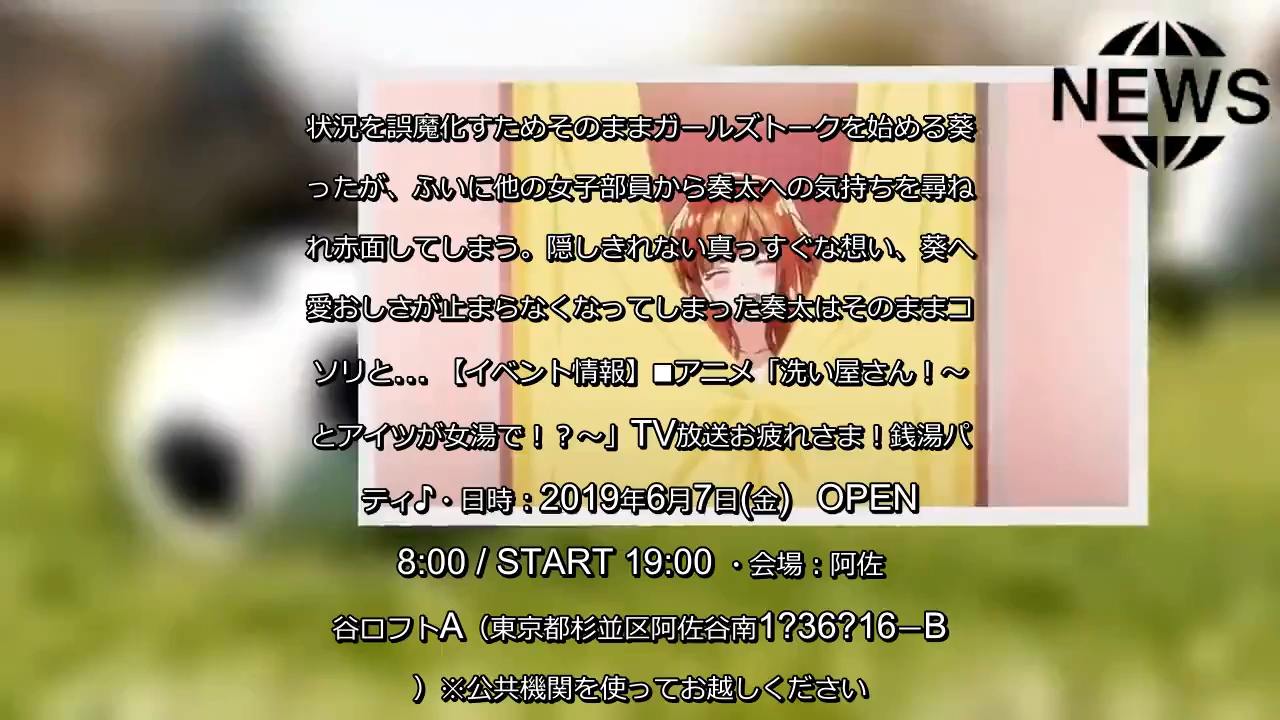 NEWS
状況を誤魔化すためそのままガールズトークを始める葵
ったが、ふいに他の女子部員から奏太への気持ちを尋ね
れ赤面してしまう。隠しきれない真っすぐな想い、葵へ
愛おしさが止まらなくなってしまった奏太はそのままコ
ソリと… 【イベント情報】■アニメ「洗い屋さん！～
とアイツが女湯で！？～」TV放送お疲れさま！銭湯パ
ティ♪・日時：2019年6月7日(金)　OPEN
8:00 / START 19:00 ・会場：阿佐
谷ロフトA（東京都杉並区阿佐谷南1?36?16−B
）※公共機関を使ってお越しください